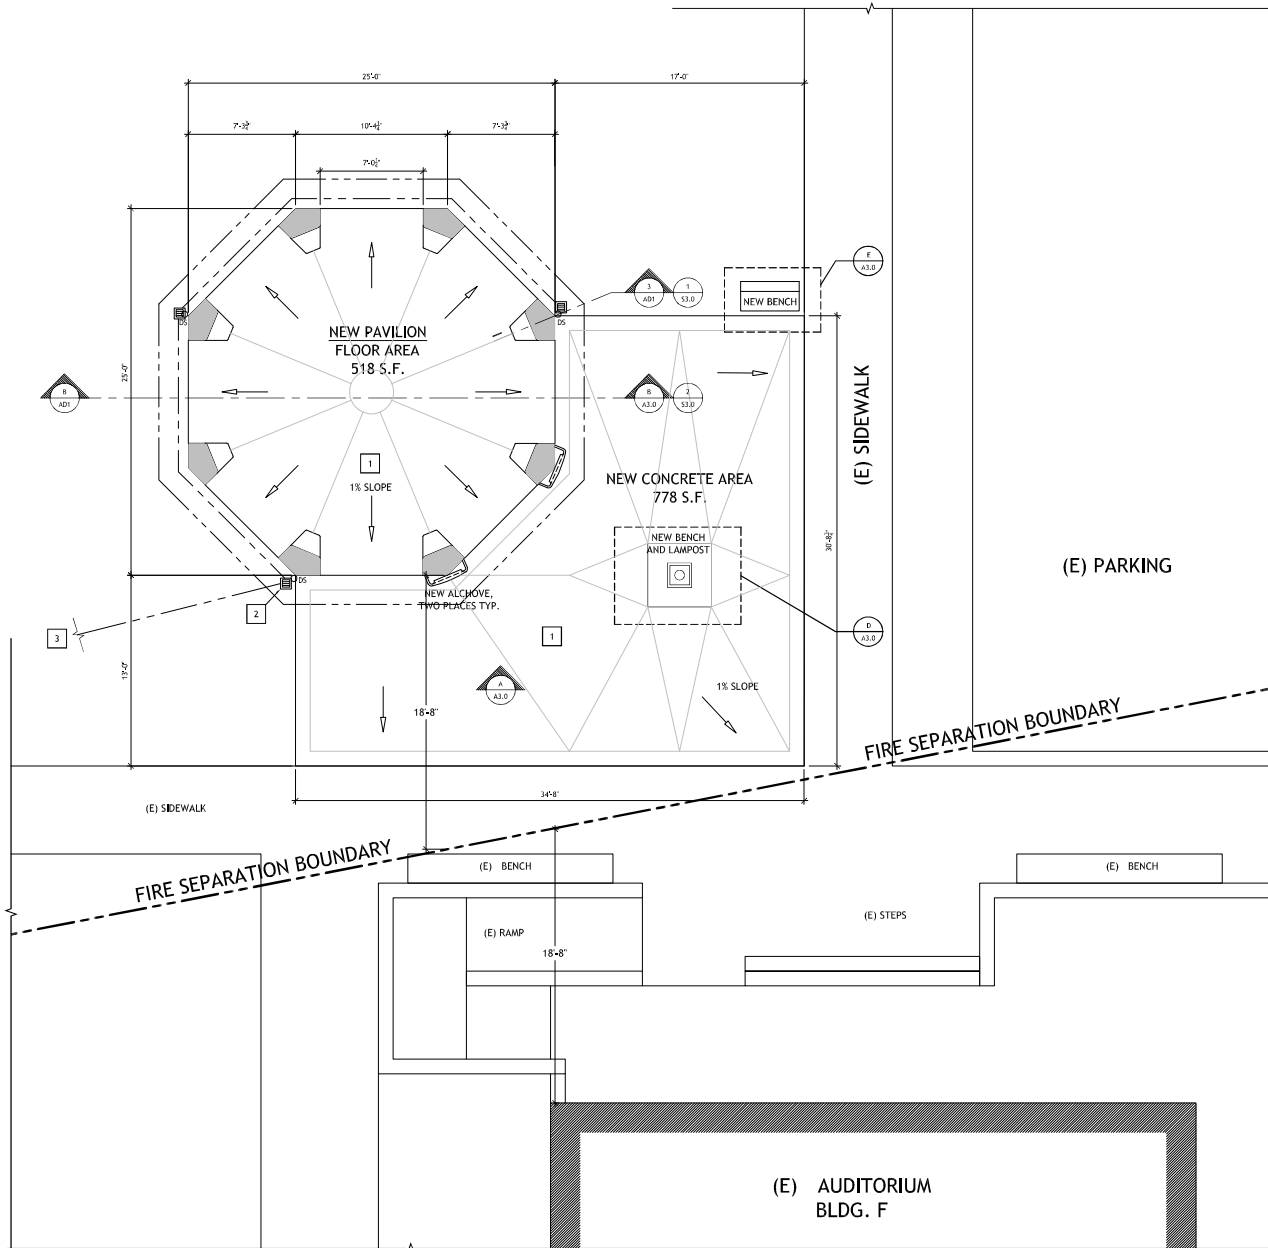 25'-0"
17'-0"
7'-3¾"
10'-4¼"
7'-3¾"
7'-0¼"
E
A3.0
3
AD1
1
S3.0
NEW BENCH
DS
DS
NEW PAVILION
FLOOR AREA
518 S.F.
25'-0"
B
AD1
B
A3.0
2
S3.0
(E) SIDEWALK
1
1% SLOPE
NEW CONCRETE AREA
778 S.F.
NEW BENCH
AND LAMPOST
30'-8¼"
(E) PARKING
DS
NEW ALCHOVE,
TWO PLACES TYP.
2
3
1
D
A3.0
13'-0"
A
A3.0
1% SLOPE
18'-8"
FIRE SEPARATION BOUNDARY
34'-8"
(E) SIDEWALK
FIRE SEPARATION BOUNDARY
(E) BENCH
(E) BENCH
(E) STEPS
(E) RAMP
18'-8"
(E) AUDITORIUM
BLDG. F